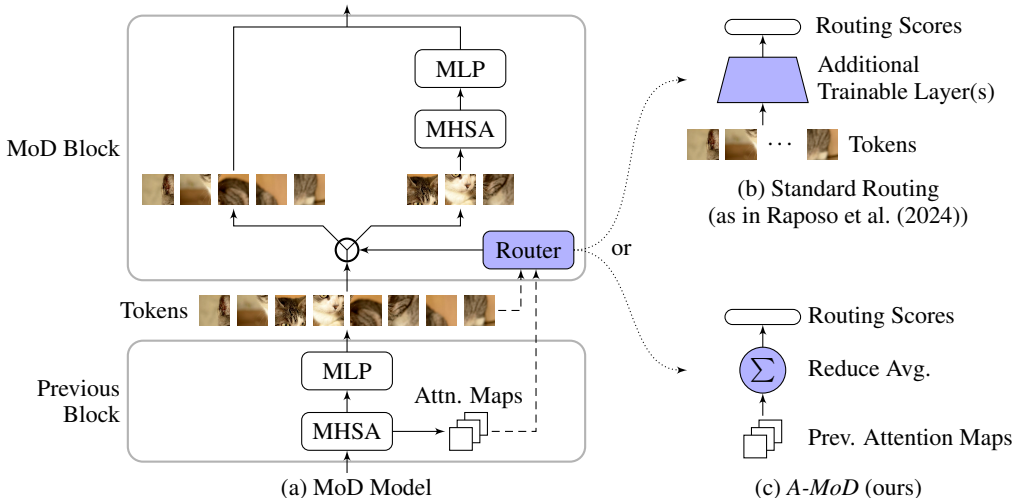 MLP
MHSA
MoD Block
Router
or
Tokens
MLP
Previous
Block
Attn. Maps
MHSA
(a) MoD Model
Routing Scores
Additional
Trainable Layer(s)
···
Tokens
(b) Standard Routing
(as in Raposo et al. (2024))
Routing Scores
Σ
Reduce Avg.
Prev. Attention Maps
(c) A-MoD (ours)